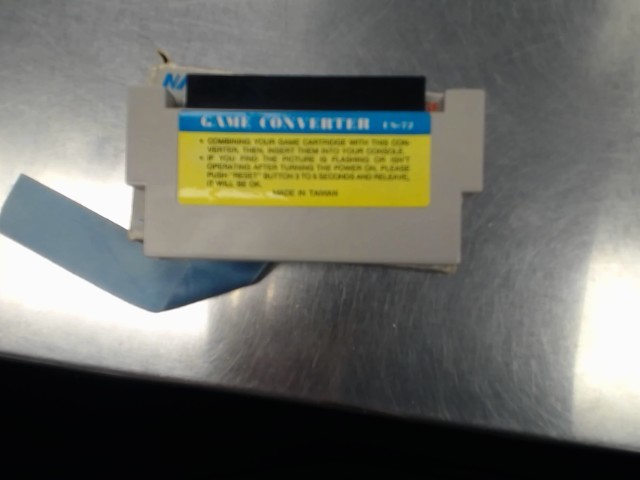 NA
GAME CONVERTER
• COMBINING YOUR GAME CARTRIDGE WITH THIS CON-
VERTER, THEN, INSERT THEM INTO YOUR CONSOLE.
• IF YOU FIND THE PICTURE IS FLASHING OR ISN'T
OPERATING AFTER TURNING THE POWER ON, PLEASE
PUSH "RESET" BUTTON 3 TO 5 SECONDS AND RELEAVE,
IT WILL BE OK.
MADE IN TAIWAN